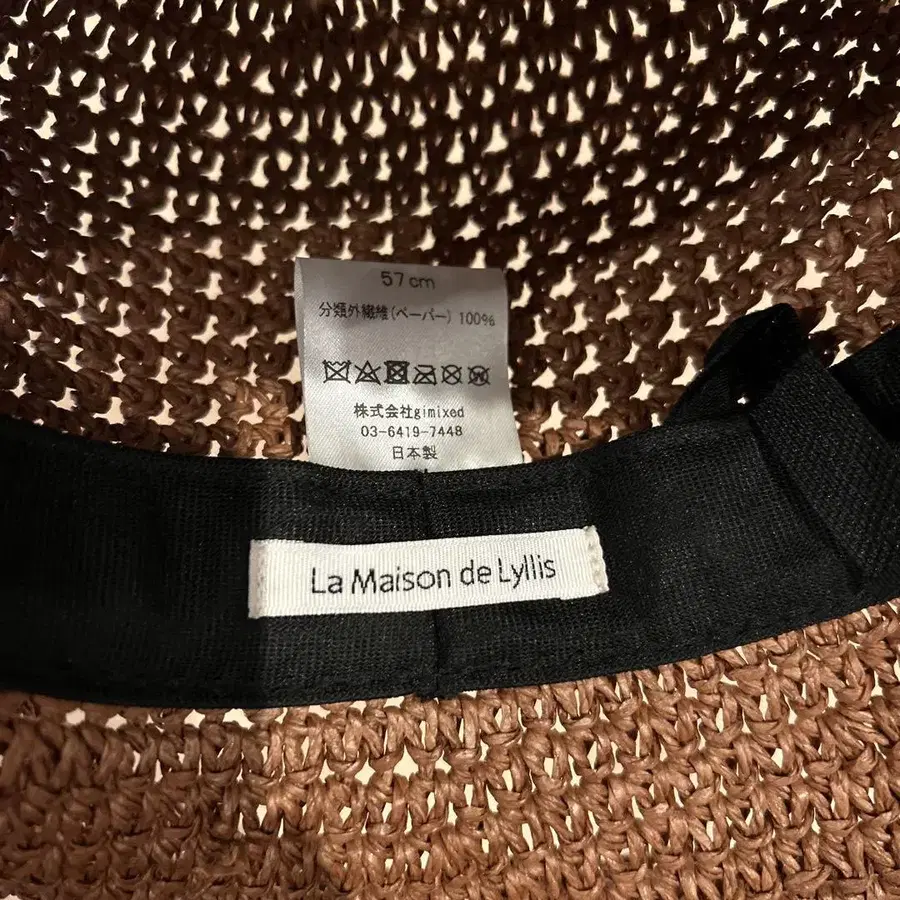 57cm
分類外繊維(ペーパー) 100%
株式会社gimixed
03-6419-7448
日本製
La Maison de Lyllis